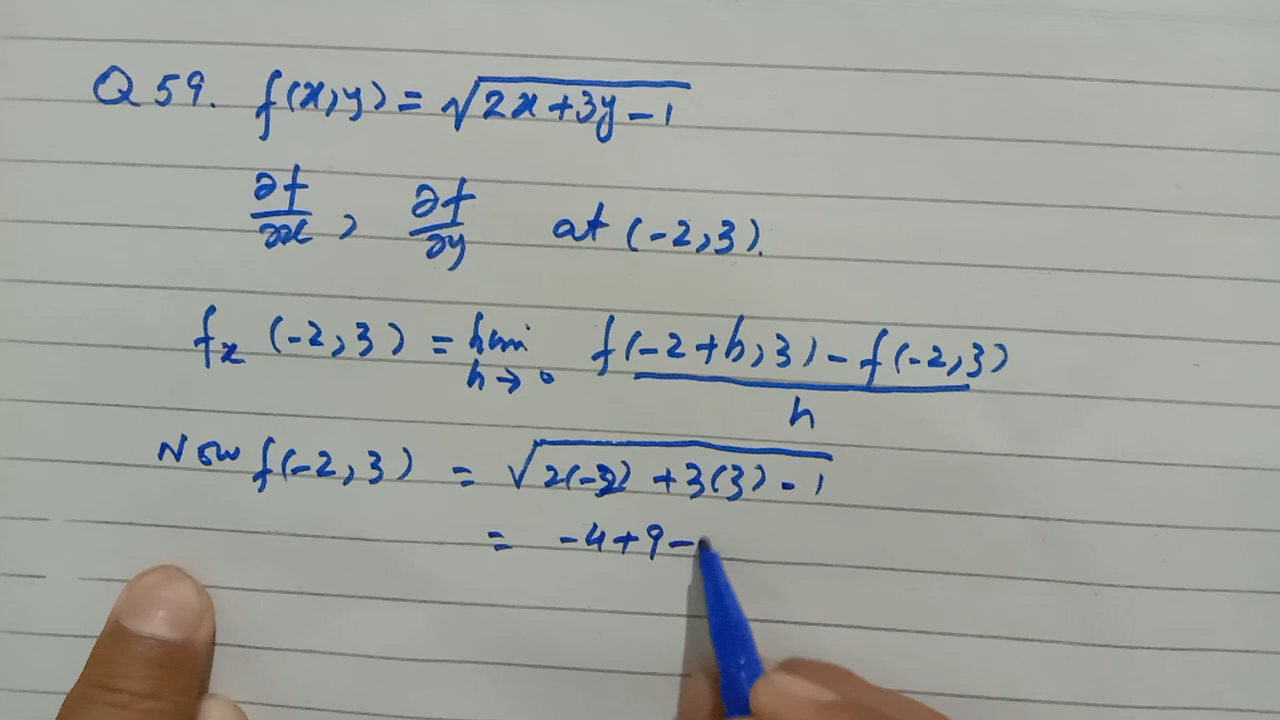 Q 59. f(x,y) = √2x+3y-1
∂f/∂x, ∂f/∂y at (-2,3).
fx (-2,3) = lim h→0 f(-2+h,3) - f(-2,3) / h
Now f(-2,3) = √2(-2) +3(3) - 1
= -4+9-